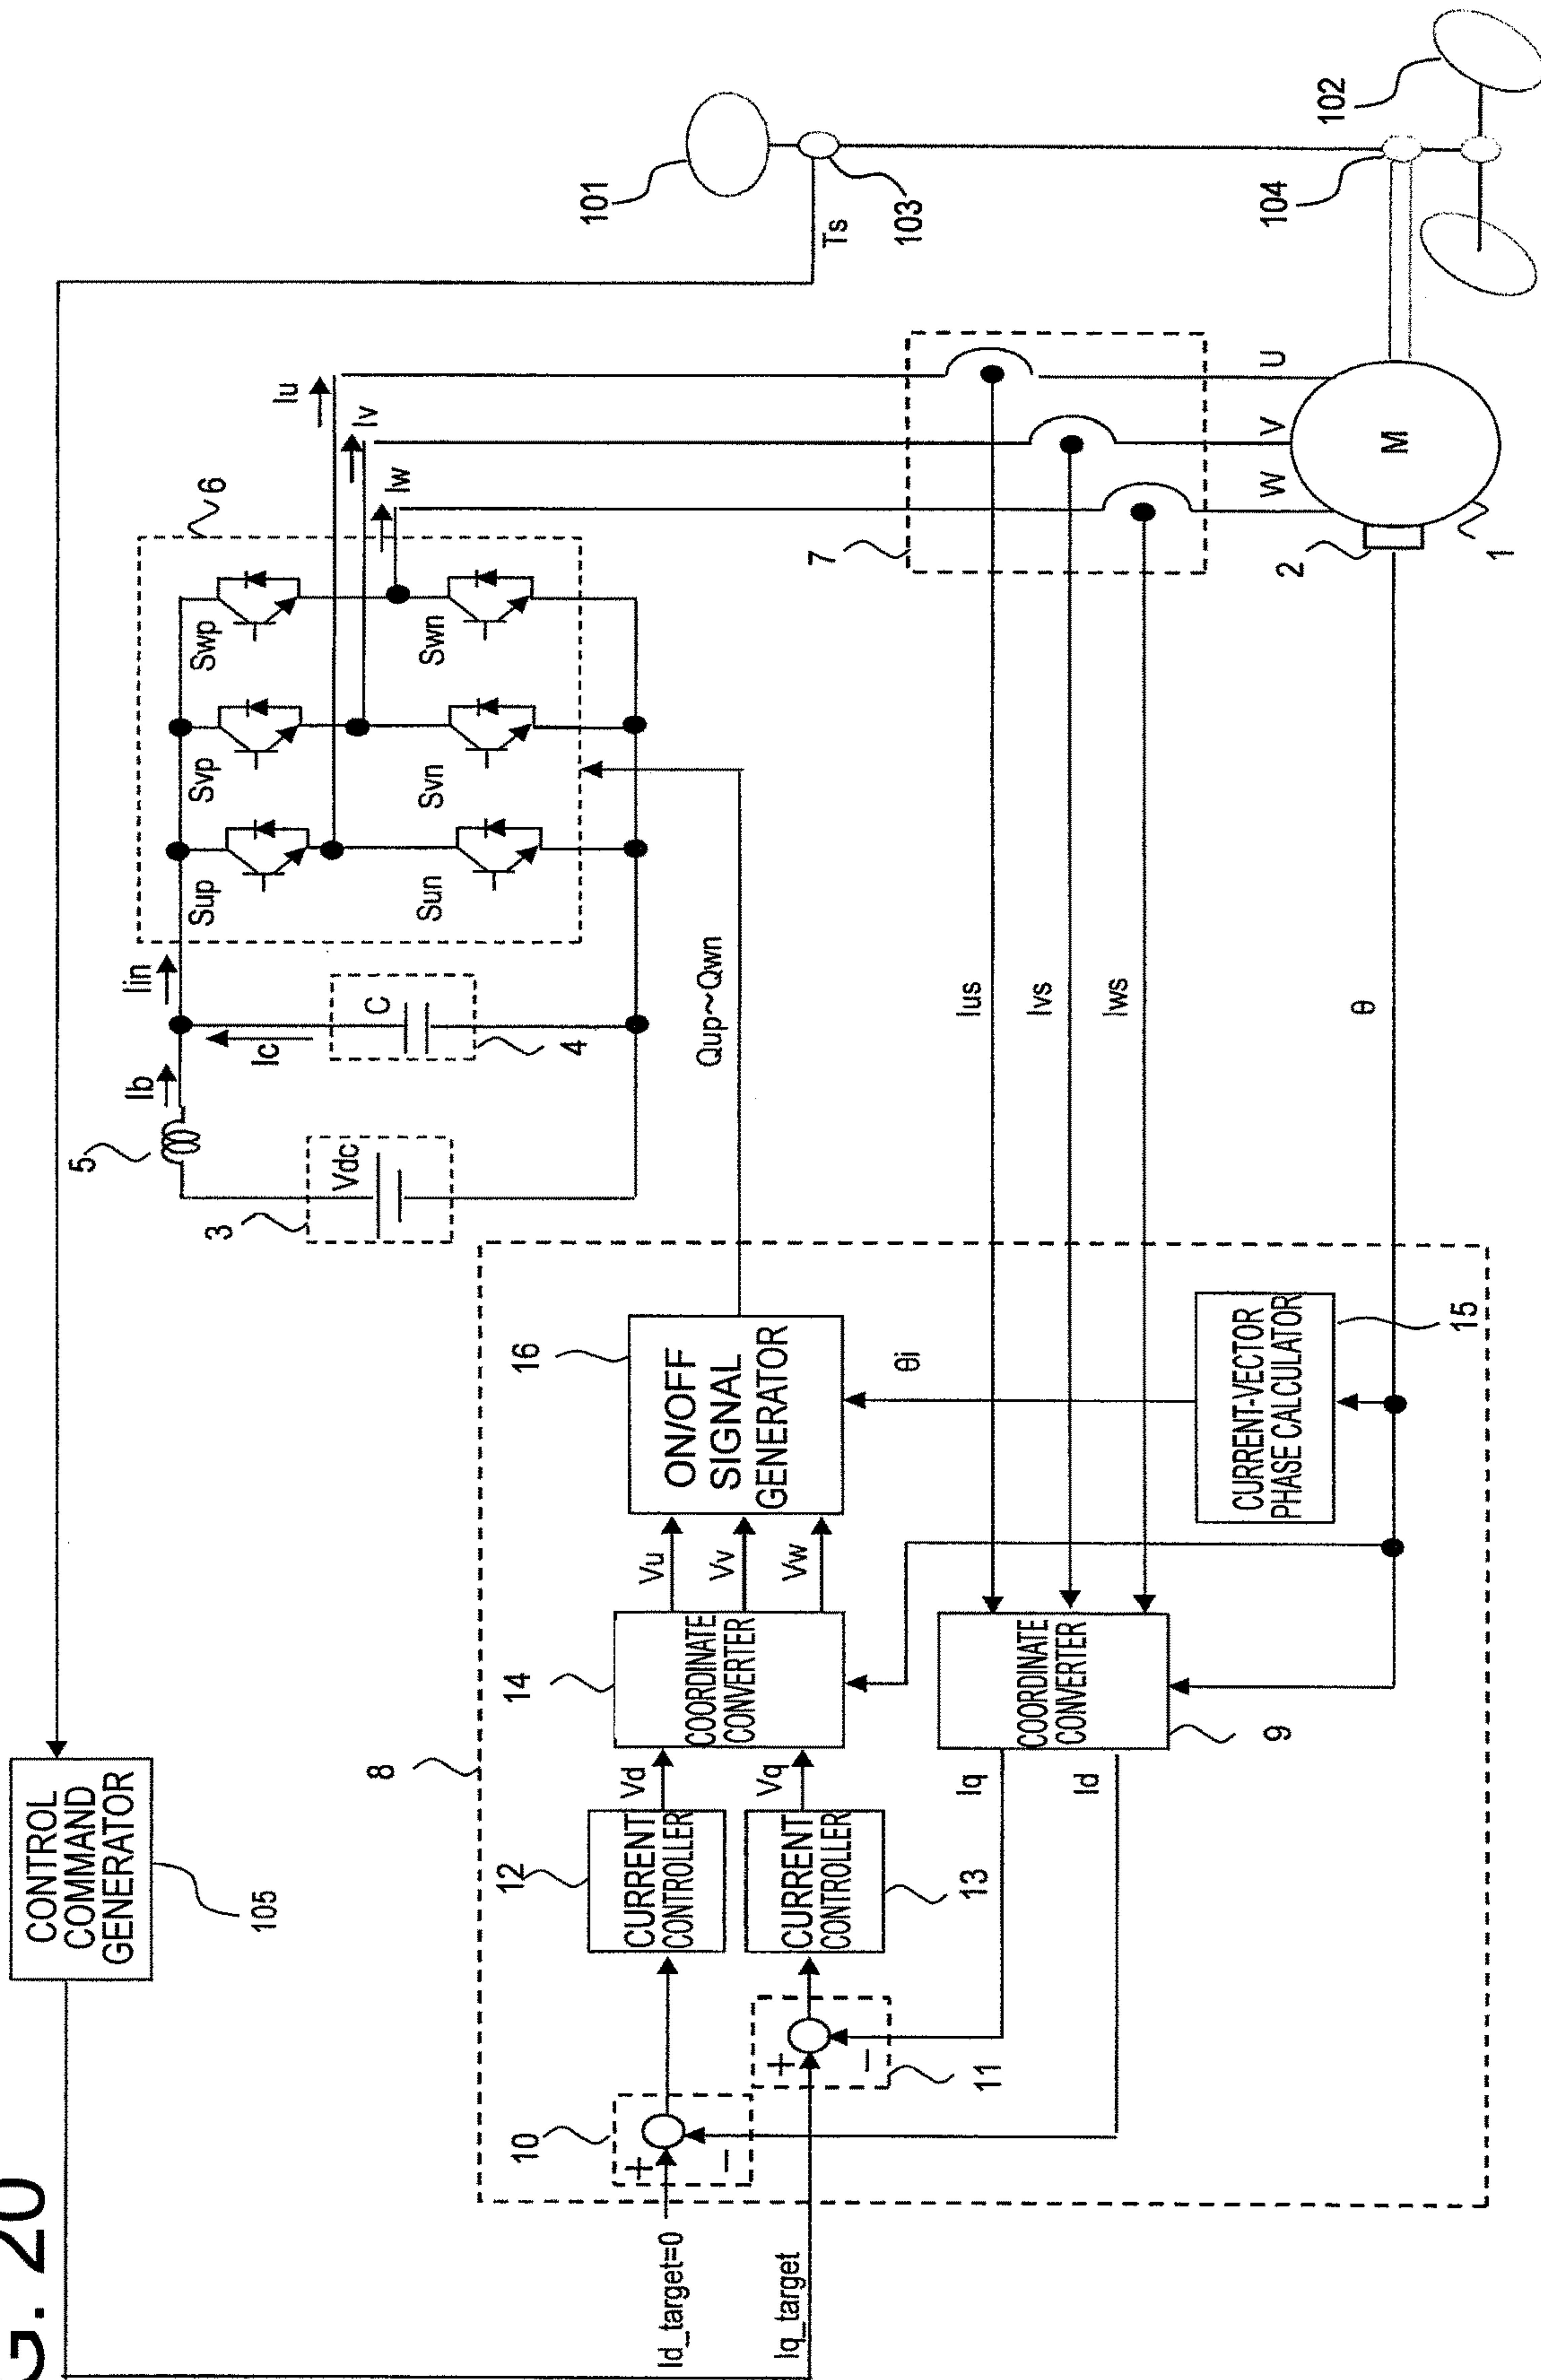 G. 20
CONTROL
COMMAND
GENERATOR
105
Ts
101
103
102
104
5
Ib
Iin
Ic
3
Vdc
C
4
6
Sup
Svp
Swp
Sun
Svn
Swn
Iu
Iv
Iw
7
U
V
W
M
1
2
8
Qup~Qwn
Ius
Ivs
Iws
θ
Id_target=0
Iq_target
10
+
−
11
+
−
12
CURRENT
CONTROLLER
13
CURRENT
CONTROLLER
Vd
Vq
14
COORDINATE
CONVERTER
Vu
Vv
Vw
16
ON/OFF
SIGNAL
GENERATOR
θi
Iq
Id
9
COORDINATE
CONVERTER
15
CURRENT-VECTOR
PHASE CALCULATOR